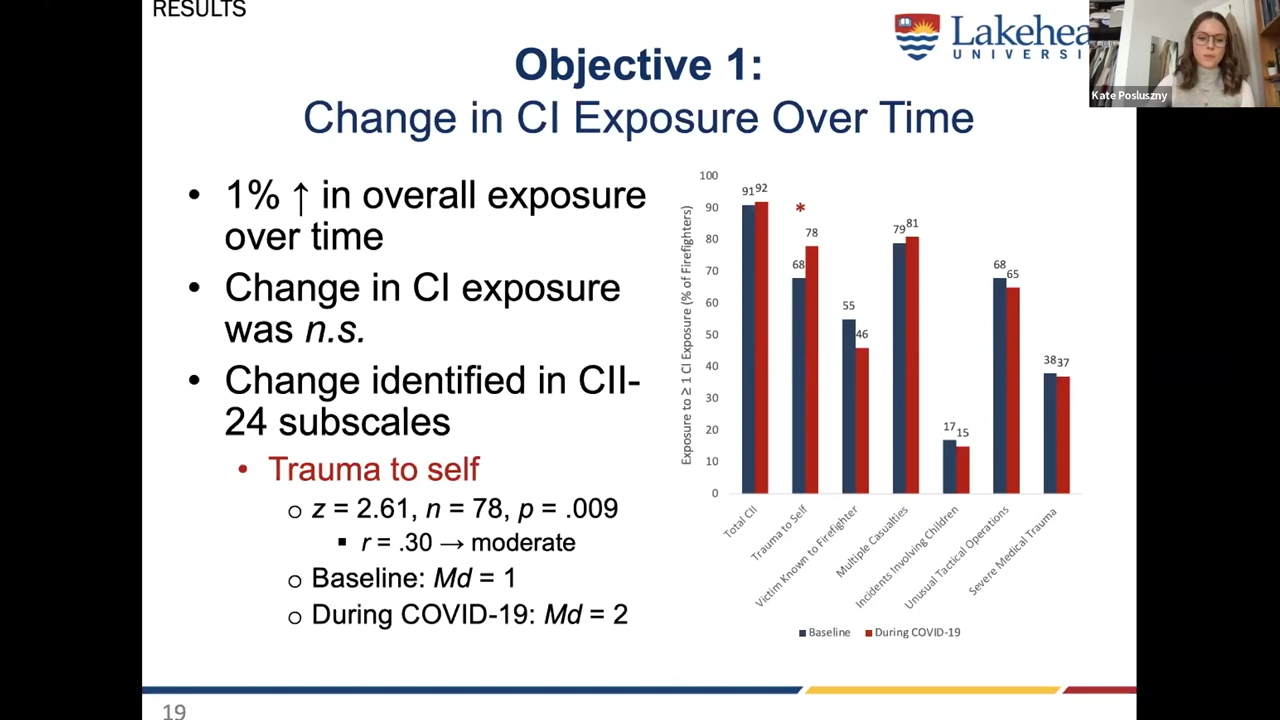 RESULTS
Lakehea
UNIVERSI
Kate Posluszny
Objective 1:
Change in CI Exposure Over Time
• 1% ↑ in overall exposure
over time
• Change in CI exposure
was n.s.
• Change identified in CII-
24 subscales
• Trauma to self
o z = 2.61, n = 78, p = .009
▪ r = .30 → moderate
o Baseline: Md = 1
o During COVID-19: Md = 2
Exposure to ≥ 1 CI Exposure (% of Firefighters)
100
90
80
70
60
50
40
30
20
10
0
91 92
*
68 78
55 46
79 81
17 15
68 65
38 37
Total CII
Trauma to Self
Victim Known to Firefighter
Multiple Casualties
Incidents Involving Children
Unusual Tactical Operations
Severe Medical Trauma
Baseline During COVID-19
19